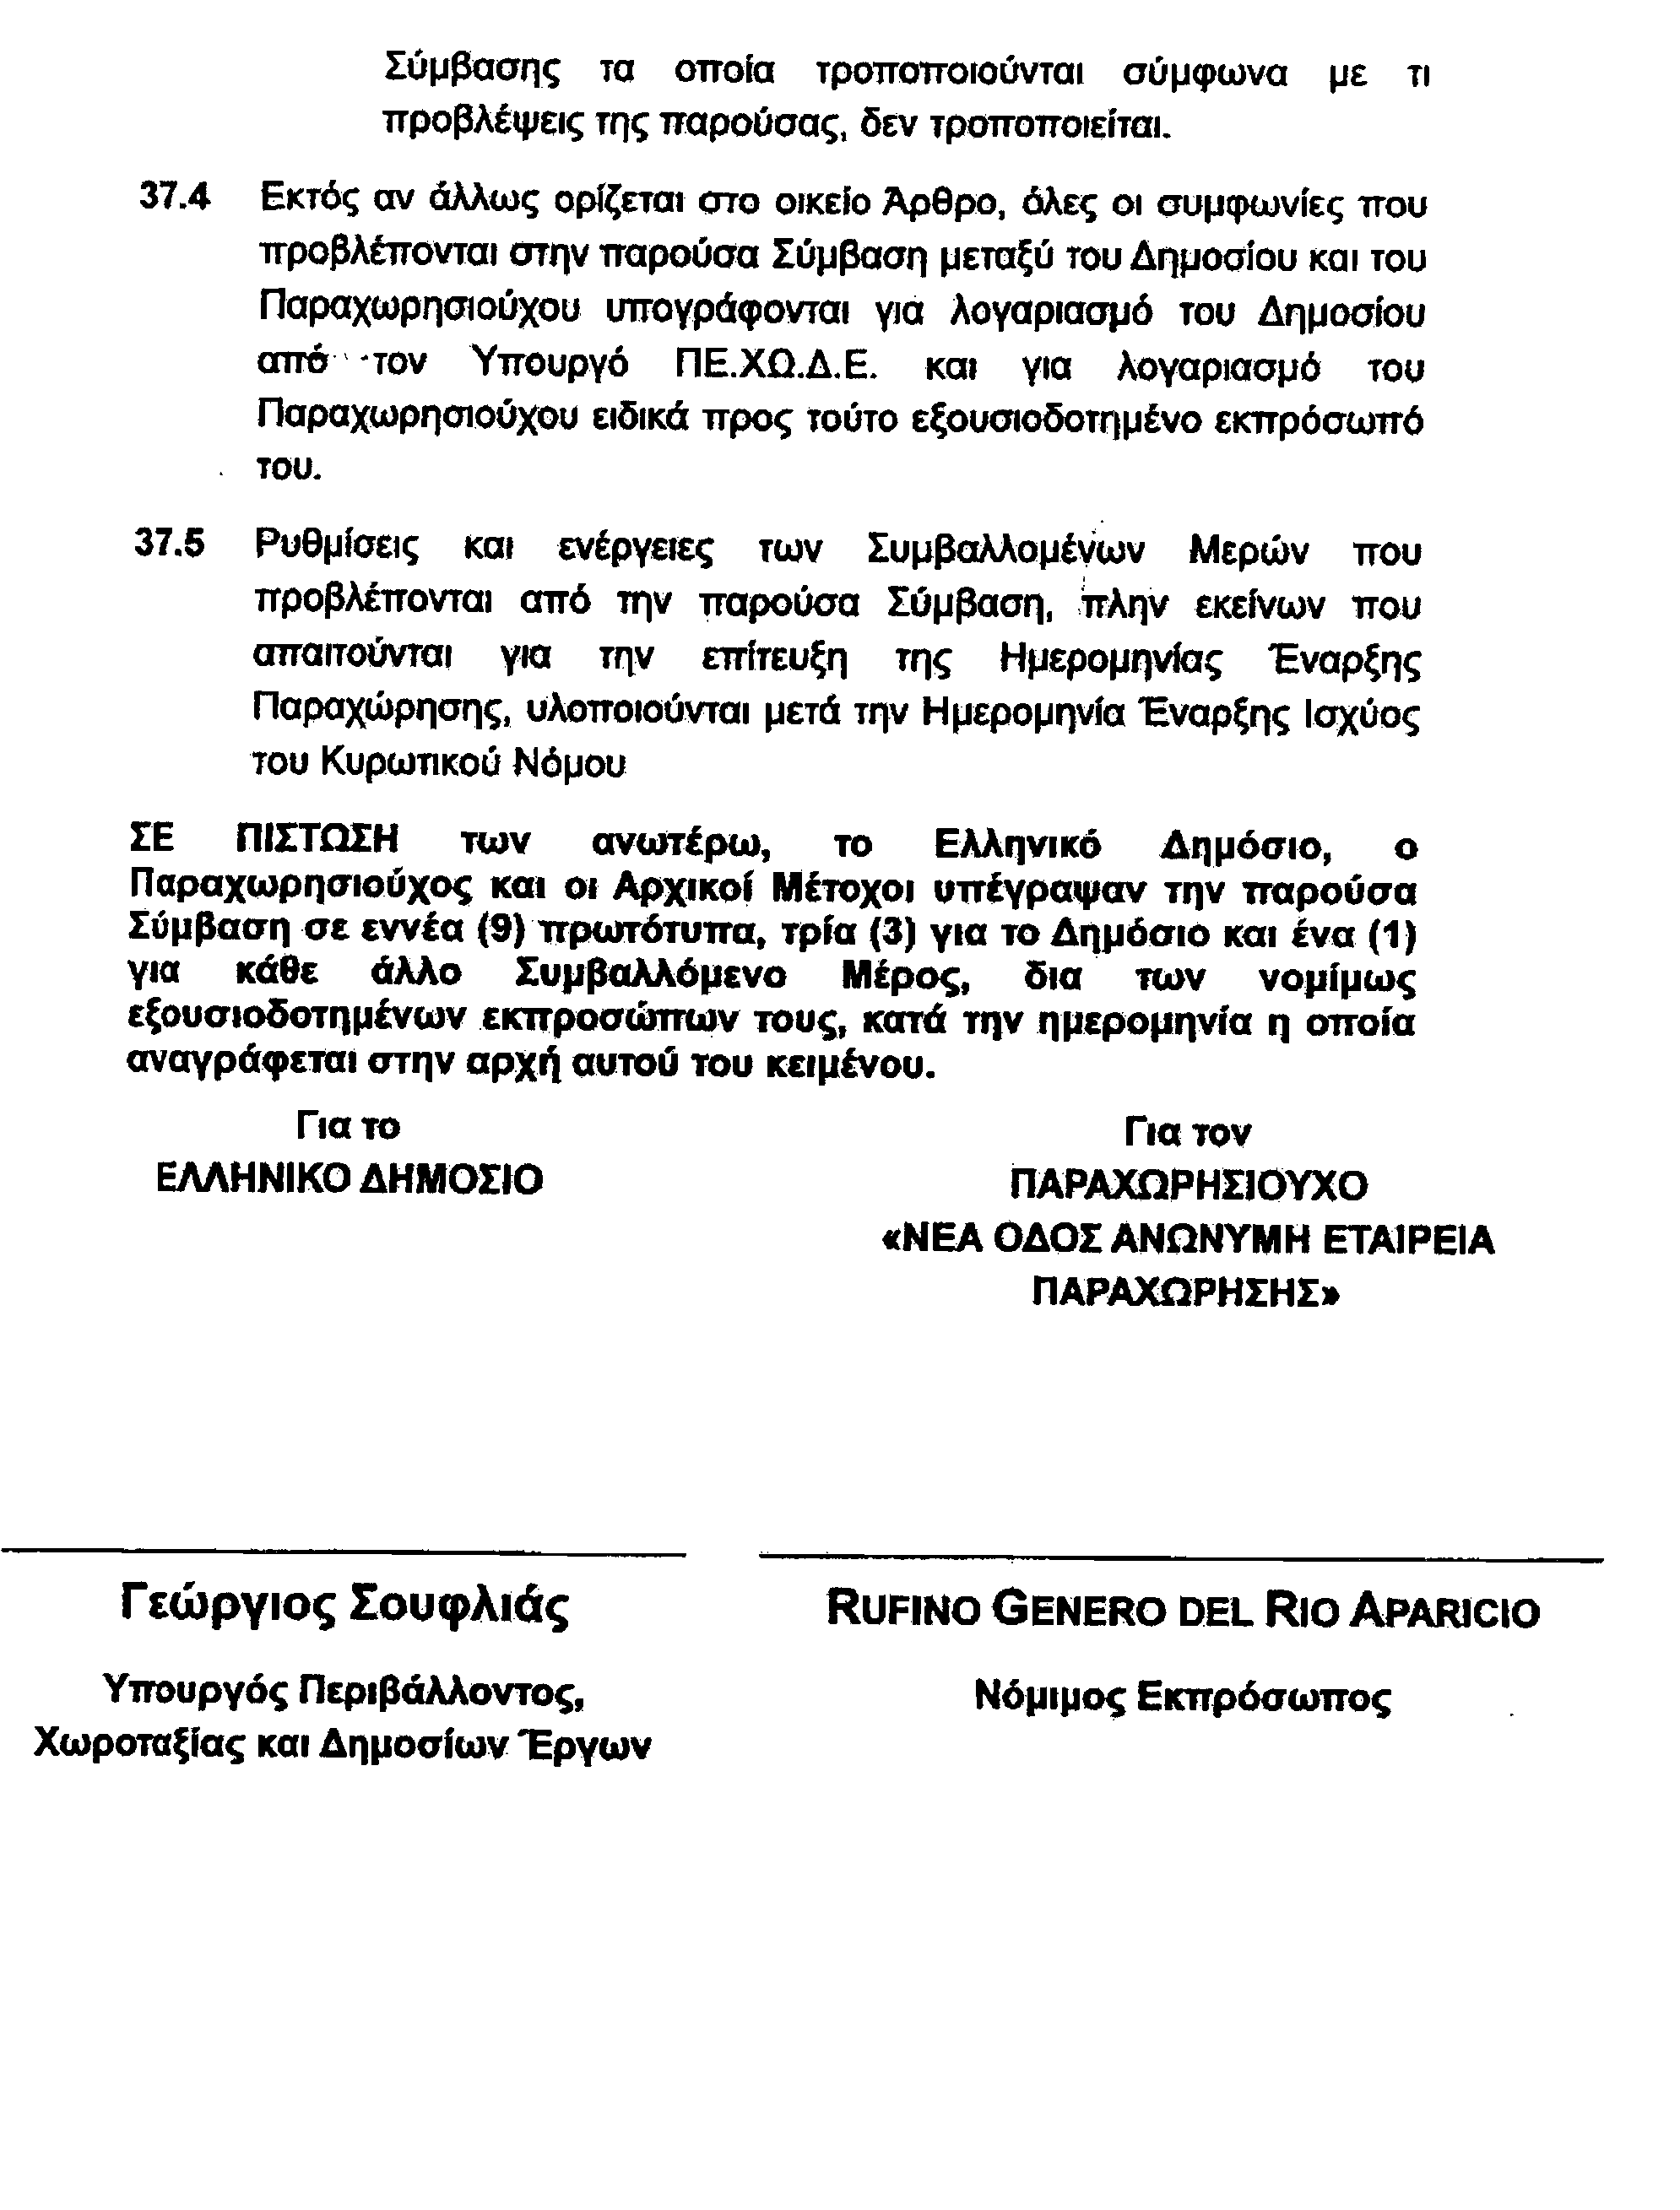 Σύμβασης τα οποία τροποποιούνται σύμφωνα με τι
προβλέψεις της παρούσας, δεν τροποποιείται.
37.4 Εκτός αν άλλως ορίζεται στο οικείο Άρθρο, όλες οι συμφωνίες που
προβλέπονται στην παρούσα Σύμβαση μεταξύ του Δημοσίου και του
Παραχωρησιούχου υπογράφονται για λογαριασμό του Δημοσίου
από τον Υπουργό ΠΕ.ΧΩ.Δ.Ε. και για λογαριασμό του
Παραχωρησιούχου ειδικά προς τούτο εξουσιοδοτημένο εκπρόσωπό
του.
37.5 Ρυθμίσεις και ενέργειες των Συμβαλλομένων Μερών που
προβλέπονται από την παρούσα Σύμβαση, πλην εκείνων που
απαιτούνται για την επίτευξη της Ημερομηνίας Έναρξης
Παραχώρησης, υλοποιούνται μετά την Ημερομηνία Έναρξης Ισχύος
του Κυρωτικού Νόμου
ΣΕ ΠΙΣΤΩΣΗ των ανωτέρω, το Ελληνικό Δημόσιο, ο
Παραχωρησιούχος και οι Αρχικοί Μέτοχοι υπέγραψαν την παρούσα
Σύμβαση σε εννέα (9) πρωτότυπα, τρία (3) για το Δημόσιο και ένα (1)
για κάθε άλλο Συμβαλλόμενο Μέρος, δια των νομίμως
εξουσιοδοτημένων εκπροσώπων τους, κατά την ημερομηνία η οποία
αναγράφεται στην αρχή αυτού του κειμένου.
Για το
ΕΛΛΗΝΙΚΟ ΔΗΜΟΣΙΟ
Για τον
ΠΑΡΑΧΩΡΗΣΙΟΥΧΟ
«ΝΕΑ ΟΔΟΣ ΑΝΩΝΥΜΗ ΕΤΑΙΡΕΙΑ
ΠΑΡΑΧΩΡΗΣΗΣ»
Γεώργιος Σουφλιάς
Υπουργός Περιβάλλοντος,
Χωροταξίας και Δημοσίων Έργων
RUFINO GENERO DEL RIO APARICIO
Νόμιμος Εκπρόσωπος